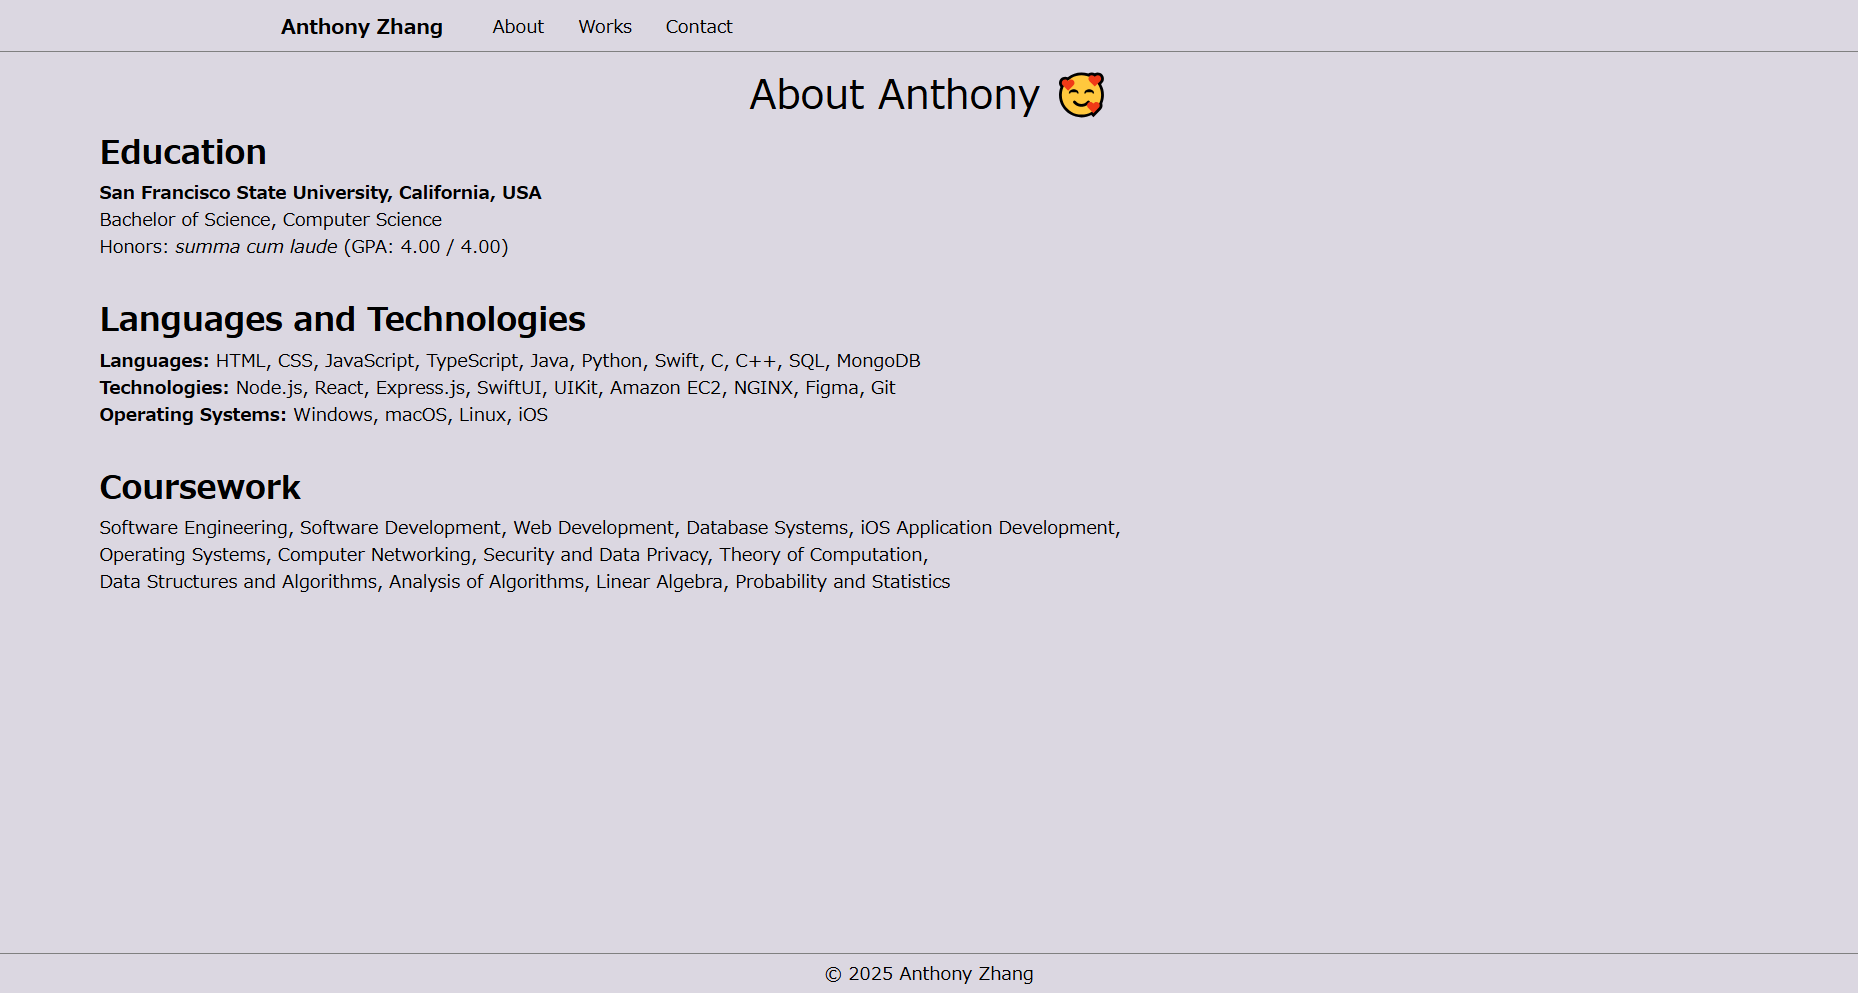 Anthony Zhang About Works Contact
About Anthony 🥰
Education
San Francisco State University, California, USA
Bachelor of Science, Computer Science
Honors: summa cum laude (GPA: 4.00 / 4.00)
Languages and Technologies
Languages: HTML, CSS, JavaScript, TypeScript, Java, Python, Swift, C, C++, SQL, MongoDB
Technologies: Node.js, React, Express.js, SwiftUI, UIKit, Amazon EC2, NGINX, Figma, Git
Operating Systems: Windows, macOS, Linux, iOS
Coursework
Software Engineering, Software Development, Web Development, Database Systems, iOS Application Development,
Operating Systems, Computer Networking, Security and Data Privacy, Theory of Computation,
Data Structures and Algorithms, Analysis of Algorithms, Linear Algebra, Probability and Statistics
© 2025 Anthony Zhang